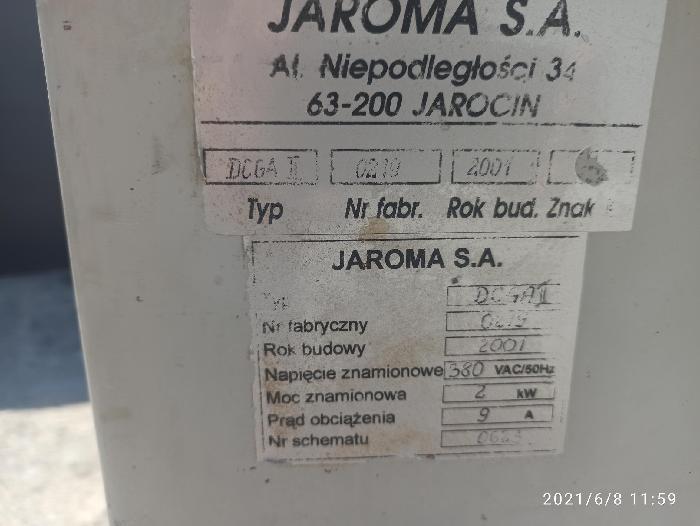 JAROMA S.A.
Al. Niepodległości 34
63-200 JAROCIN
DCGA II 0219 2001
Typ Nr fabr. Rok bud. Znak
JAROMA S.A.
DCGA II
Nr fabryczny 0219
Rok budowy 2001
Napięcie znamionowe 380 VAC/50Hz
Moc znamionowa 2 kW
Prąd obciążenia 9 A
Nr schematu
2021/6/8 11:59